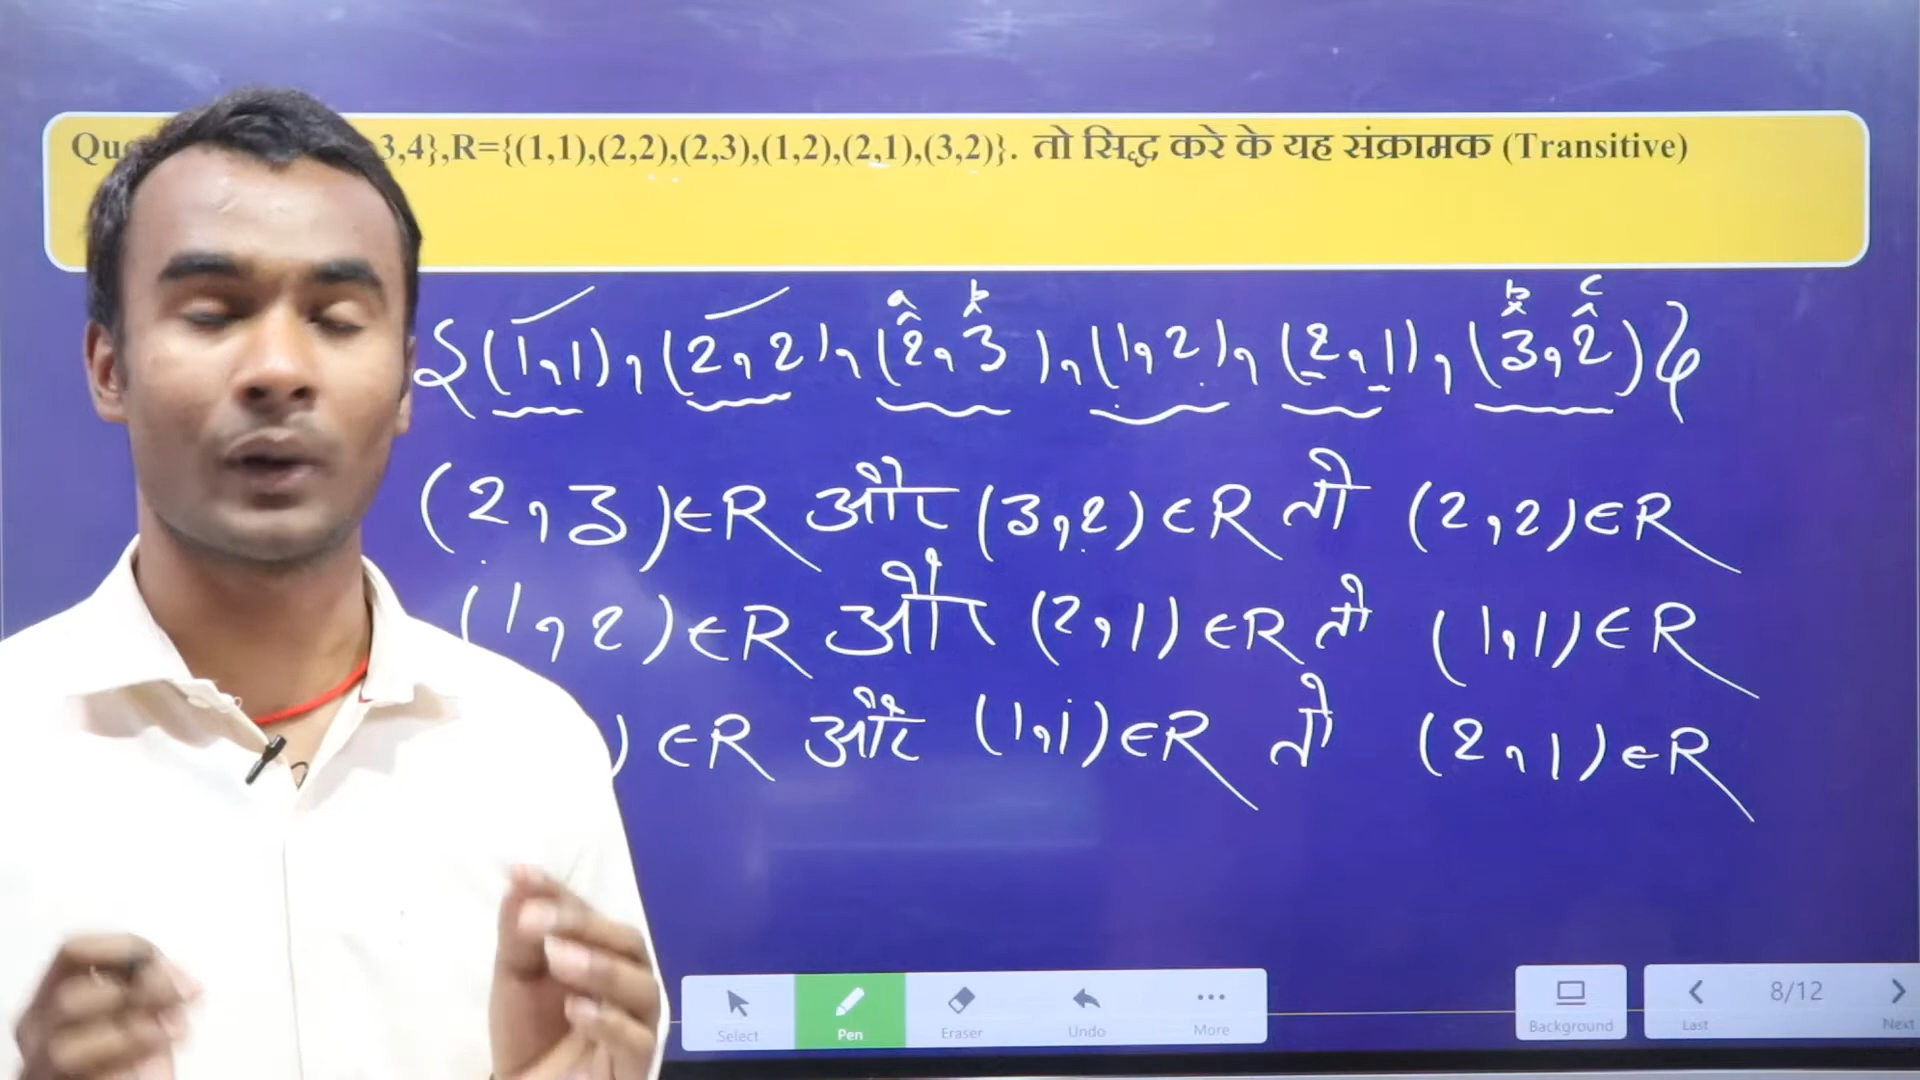 Qu 3,4},R={(1,1),(2,2),(2,3),(1,2),(2,1),(3,2)}. तो सिद्ध करे के यह संक्रामक (Transitive)
a b b c
{(1,1),(2,2),(2,3),(1,2),(2,1),(3,2)}
(2,3)∈R और (3,2)∈R तो (2,2)∈R
(1,2)∈R और (2,1)∈R तो (1,1)∈R
)∈R और (1,1)∈R तो (2,1)∈R
Select Pen Eraser Undo More Background Last 8/12 Next